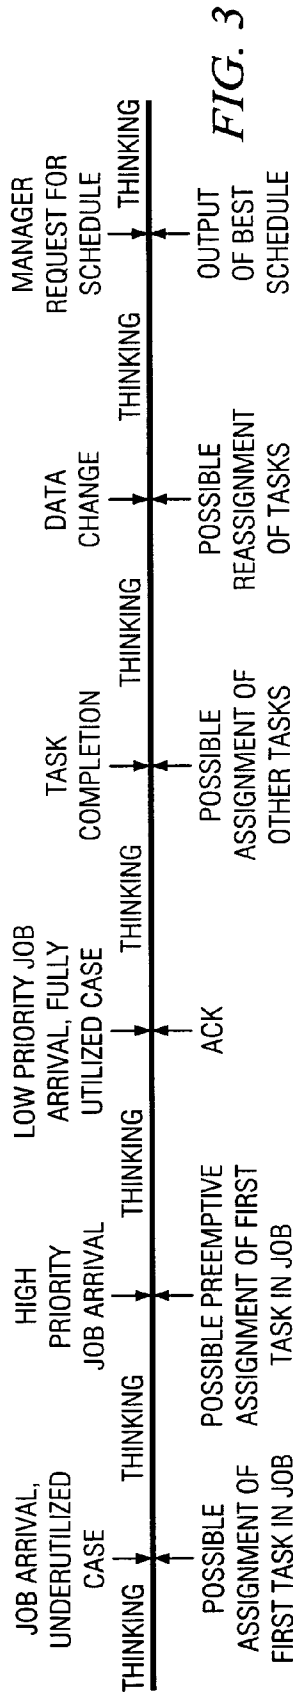 JOB ARRIVAL,
UNDERUTILIZED
CASE
HIGH
PRIORITY
JOB ARRIVAL
LOW PRIORITY JOB
ARRIVAL, FULLY
UTILIZED CASE
TASK
COMPLETION
DATA
CHANGE
MANAGER
REQUEST FOR
SCHEDULE
THINKING
THINKING
THINKING
THINKING
THINKING
THINKING
THINKING
POSSIBLE
ASSIGNMENT OF
FIRST TASK IN JOB
POSSIBLE PREEMPTIVE
ASSIGNMENT OF FIRST
TASK IN JOB
ACK
POSSIBLE
ASSIGNMENT OF
OTHER TASKS
POSSIBLE
REASSIGNMENT
OF TASKS
OUTPUT
OF BEST
SCHEDULE
FIG. 3